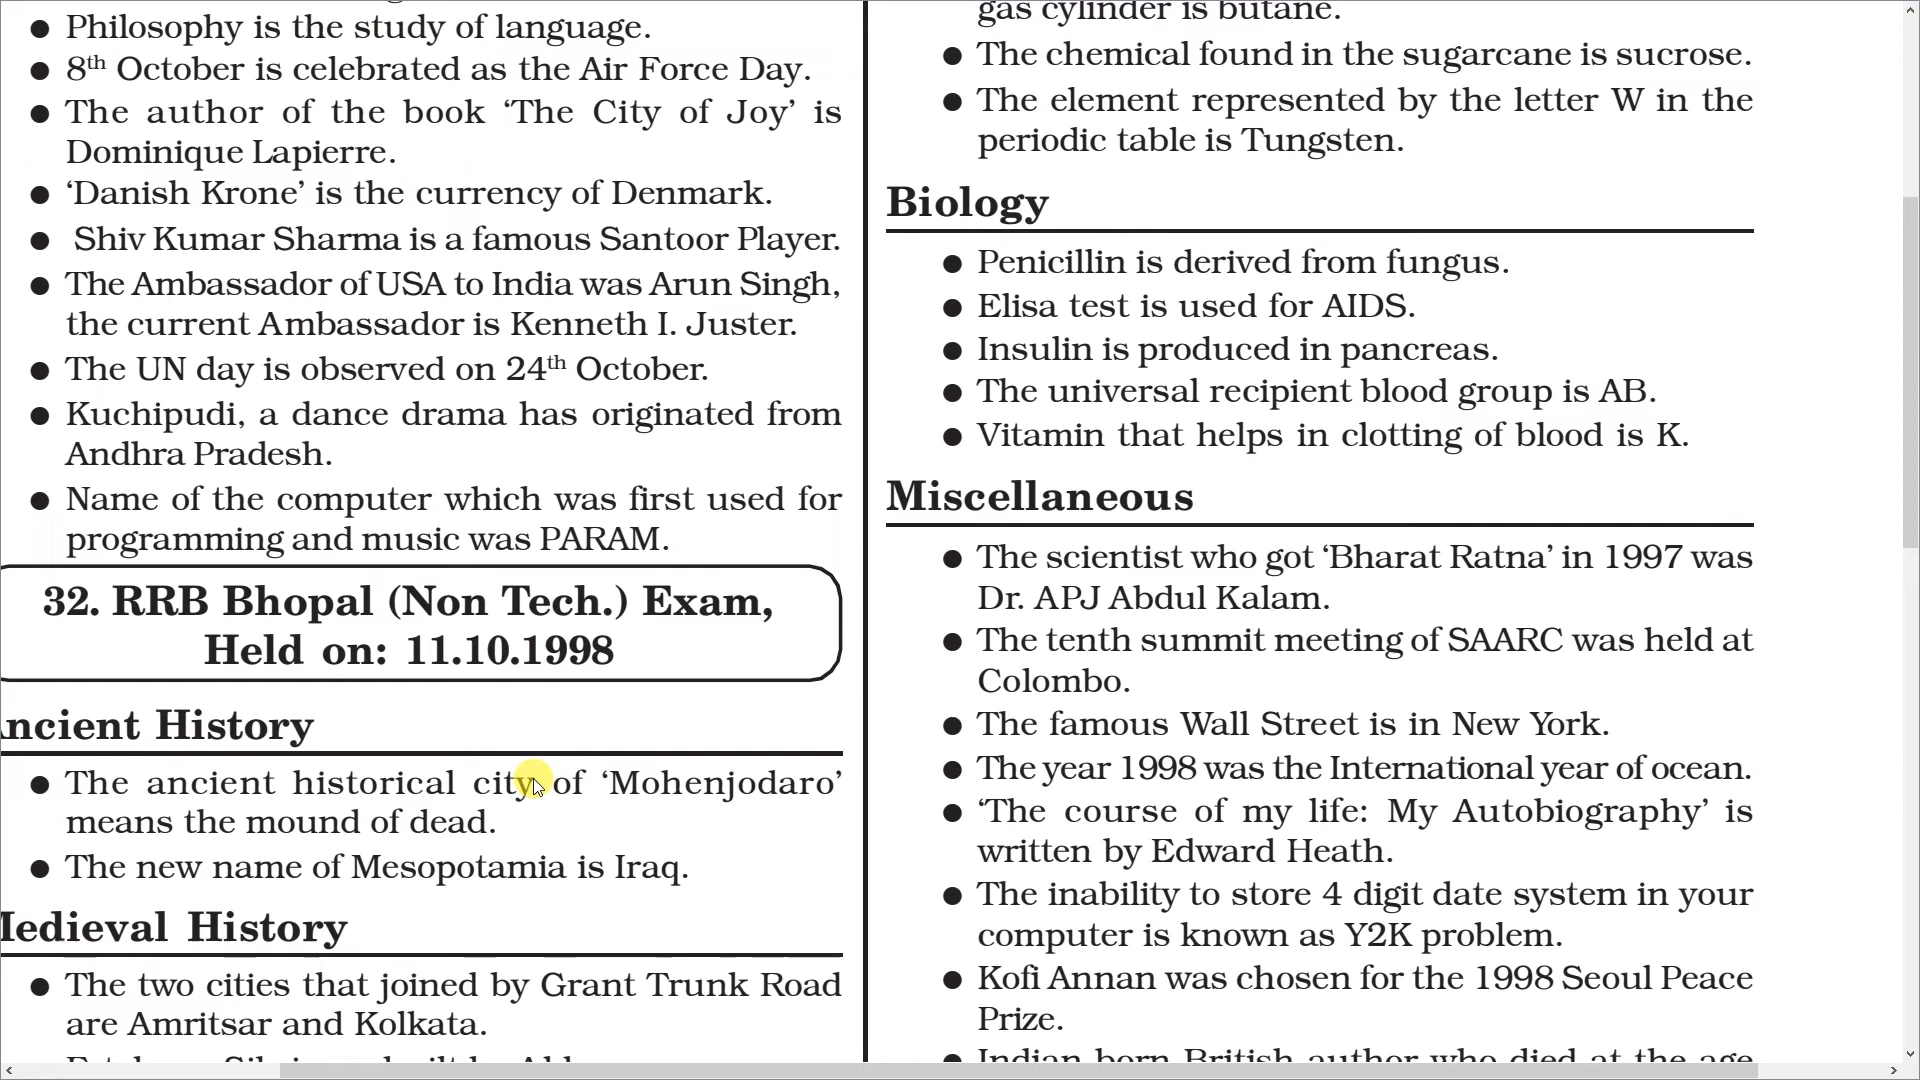 ● Philosophy is the study of language.
● 8th October is celebrated as the Air Force Day.
● The author of the book ‘The City of Joy’ is
Dominique Lapierre.
● ‘Danish Krone’ is the currency of Denmark.
● Shiv Kumar Sharma is a famous Santoor Player.
● The Ambassador of USA to India was Arun Singh,
the current Ambassador is Kenneth I. Juster.
● The UN day is observed on 24th October.
● Kuchipudi, a dance drama has originated from
Andhra Pradesh.
● Name of the computer which was first used for
programming and music was PARAM.
32. RRB Bhopal (Non Tech.) Exam,
Held on: 11.10.1998
ncient History
● The ancient historical city of ‘Mohenjodaro’
means the mound of dead.
● The new name of Mesopotamia is Iraq.
Medieval History
● The two cities that joined by Grant Trunk Road
are Amritsar and Kolkata.
gas cylinder is butane.
● The chemical found in the sugarcane is sucrose.
● The element represented by the letter W in the
periodic table is Tungsten.
Biology
● Penicillin is derived from fungus.
● Elisa test is used for AIDS.
● Insulin is produced in pancreas.
● The universal recipient blood group is AB.
● Vitamin that helps in clotting of blood is K.
Miscellaneous
● The scientist who got ‘Bharat Ratna’ in 1997 was
Dr. APJ Abdul Kalam.
● The tenth summit meeting of SAARC was held at
Colombo.
● The famous Wall Street is in New York.
● The year 1998 was the International year of ocean.
● ‘The course of my life: My Autobiography’ is
written by Edward Heath.
● The inability to store 4 digit date system in your
computer is known as Y2K problem.
● Kofi Annan was chosen for the 1998 Seoul Peace
Prize.
● Indian born British author who died at the age